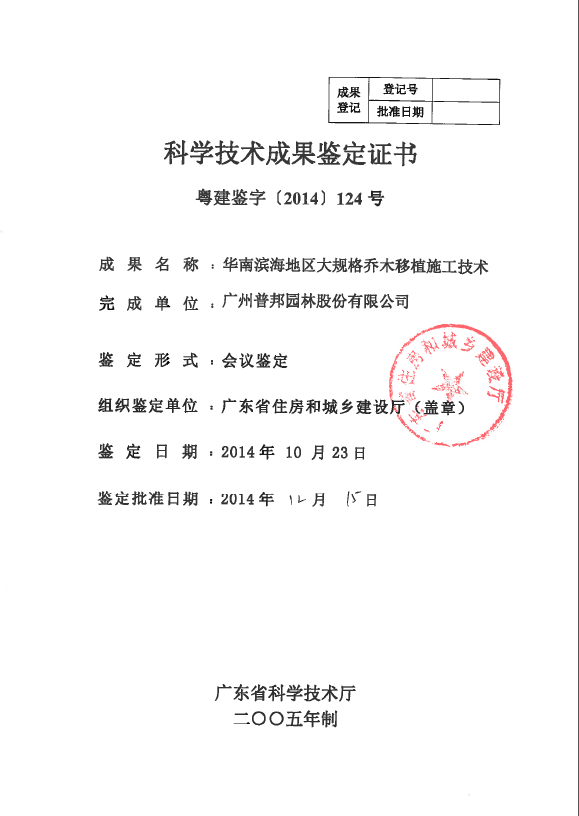 成果登记
登记号
批准日期
科学技术成果鉴定证书
粤建鉴字〔2014〕124号
成果名称：华南滨海地区大规格乔木移植施工技术
完成单位：广州普邦园林股份有限公司
鉴定形式：会议鉴定
组织鉴定单位：广东省住房和城乡建设厅（盖章）
广东省住房和城乡建设厅
鉴定日期：2014年 10 月 23日
鉴定批准日期：2014年 12月 15日
广东省科学技术厅
二〇〇五年制